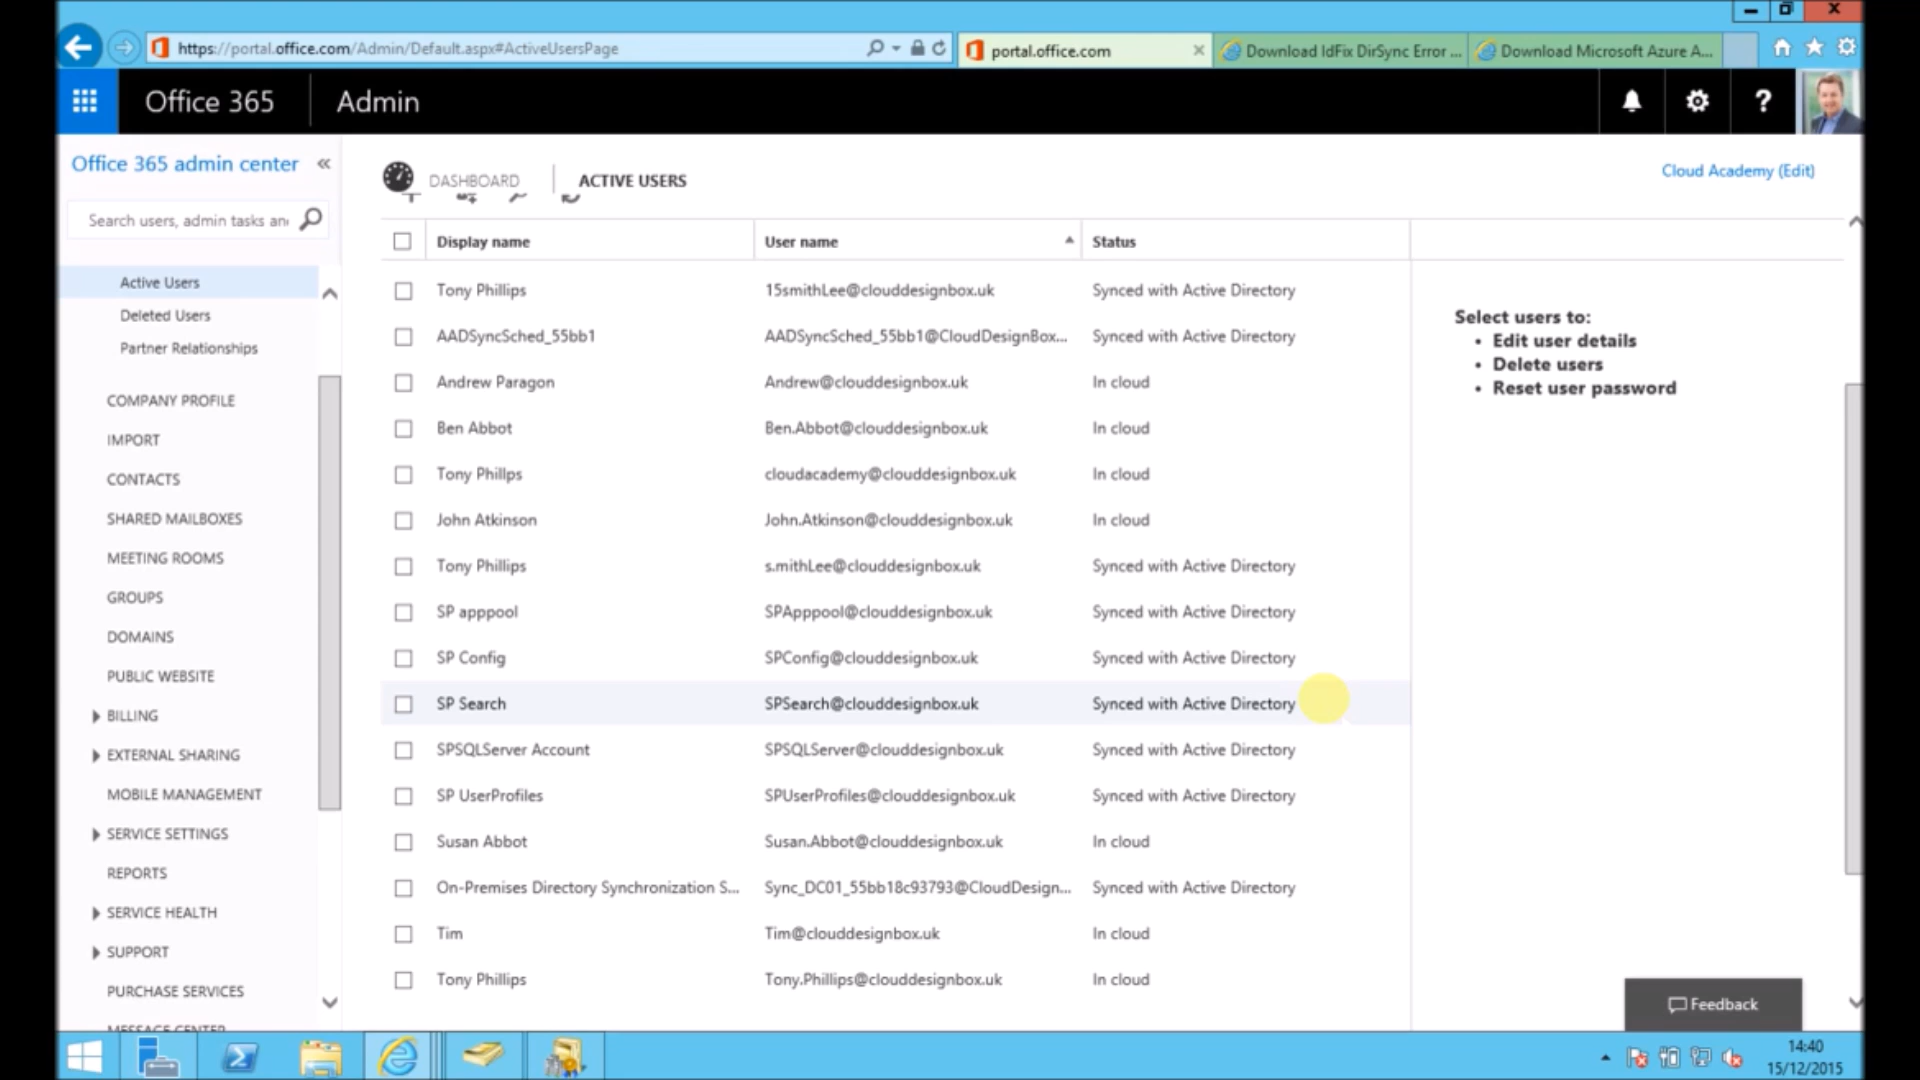 https://portal.office.com/Admin/Default.aspx#ActiveUsersPage
portal.office.com
Download IdFix DirSync Error ...
Download Microsoft Azure A...
Office 365
Admin
?
Office 365 admin center «
Search users, admin tasks an
Active Users
Deleted Users
Partner Relationships
COMPANY PROFILE
IMPORT
CONTACTS
SHARED MAILBOXES
MEETING ROOMS
GROUPS
DOMAINS
PUBLIC WEBSITE
BILLING
EXTERNAL SHARING
MOBILE MANAGEMENT
SERVICE SETTINGS
REPORTS
SERVICE HEALTH
SUPPORT
PURCHASE SERVICES
MESSAGE CENTER
DASHBOARD
ACTIVE USERS
Cloud Academy (Edit)
Display name User name Status
Tony Phillips 15smithLee@clouddesignbox.uk Synced with Active Directory
AADSyncSched_55bb1 AADSyncSched_55bb1@CloudDesignBox... Synced with Active Directory
Andrew Paragon Andrew@clouddesignbox.uk In cloud
Ben Abbot Ben.Abbot@clouddesignbox.uk In cloud
Tony Phillps cloudacademy@clouddesignbox.uk In cloud
John Atkinson John.Atkinson@clouddesignbox.uk In cloud
Tony Phillips s.mithLee@clouddesignbox.uk Synced with Active Directory
SP apppool SPApppool@clouddesignbox.uk Synced with Active Directory
SP Config SPConfig@clouddesignbox.uk Synced with Active Directory
SP Search SPSearch@clouddesignbox.uk Synced with Active Directory
SPSQLServer Account SPSQLServer@clouddesignbox.uk Synced with Active Directory
SP UserProfiles SPUserProfiles@clouddesignbox.uk Synced with Active Directory
Susan Abbot Susan.Abbot@clouddesignbox.uk In cloud
On-Premises Directory Synchronization S... Sync_DC01_55bb18c93793@CloudDesign... Synced with Active Directory
Tim Tim@clouddesignbox.uk In cloud
Tony Phillips Tony.Phillips@clouddesignbox.uk In cloud
Select users to:
• Edit user details
• Delete users
• Reset user password
Feedback
14:40
15/12/2015